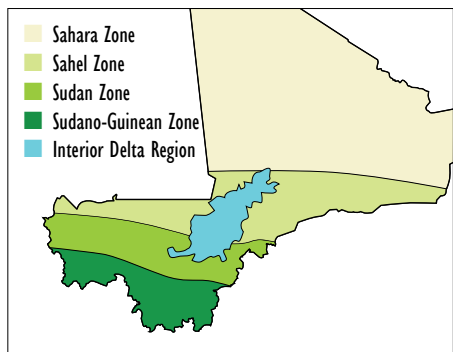 Sahara Zone
Sahel Zone
Sudan Zone
Sudano-Guinean Zone
Interior Delta Region